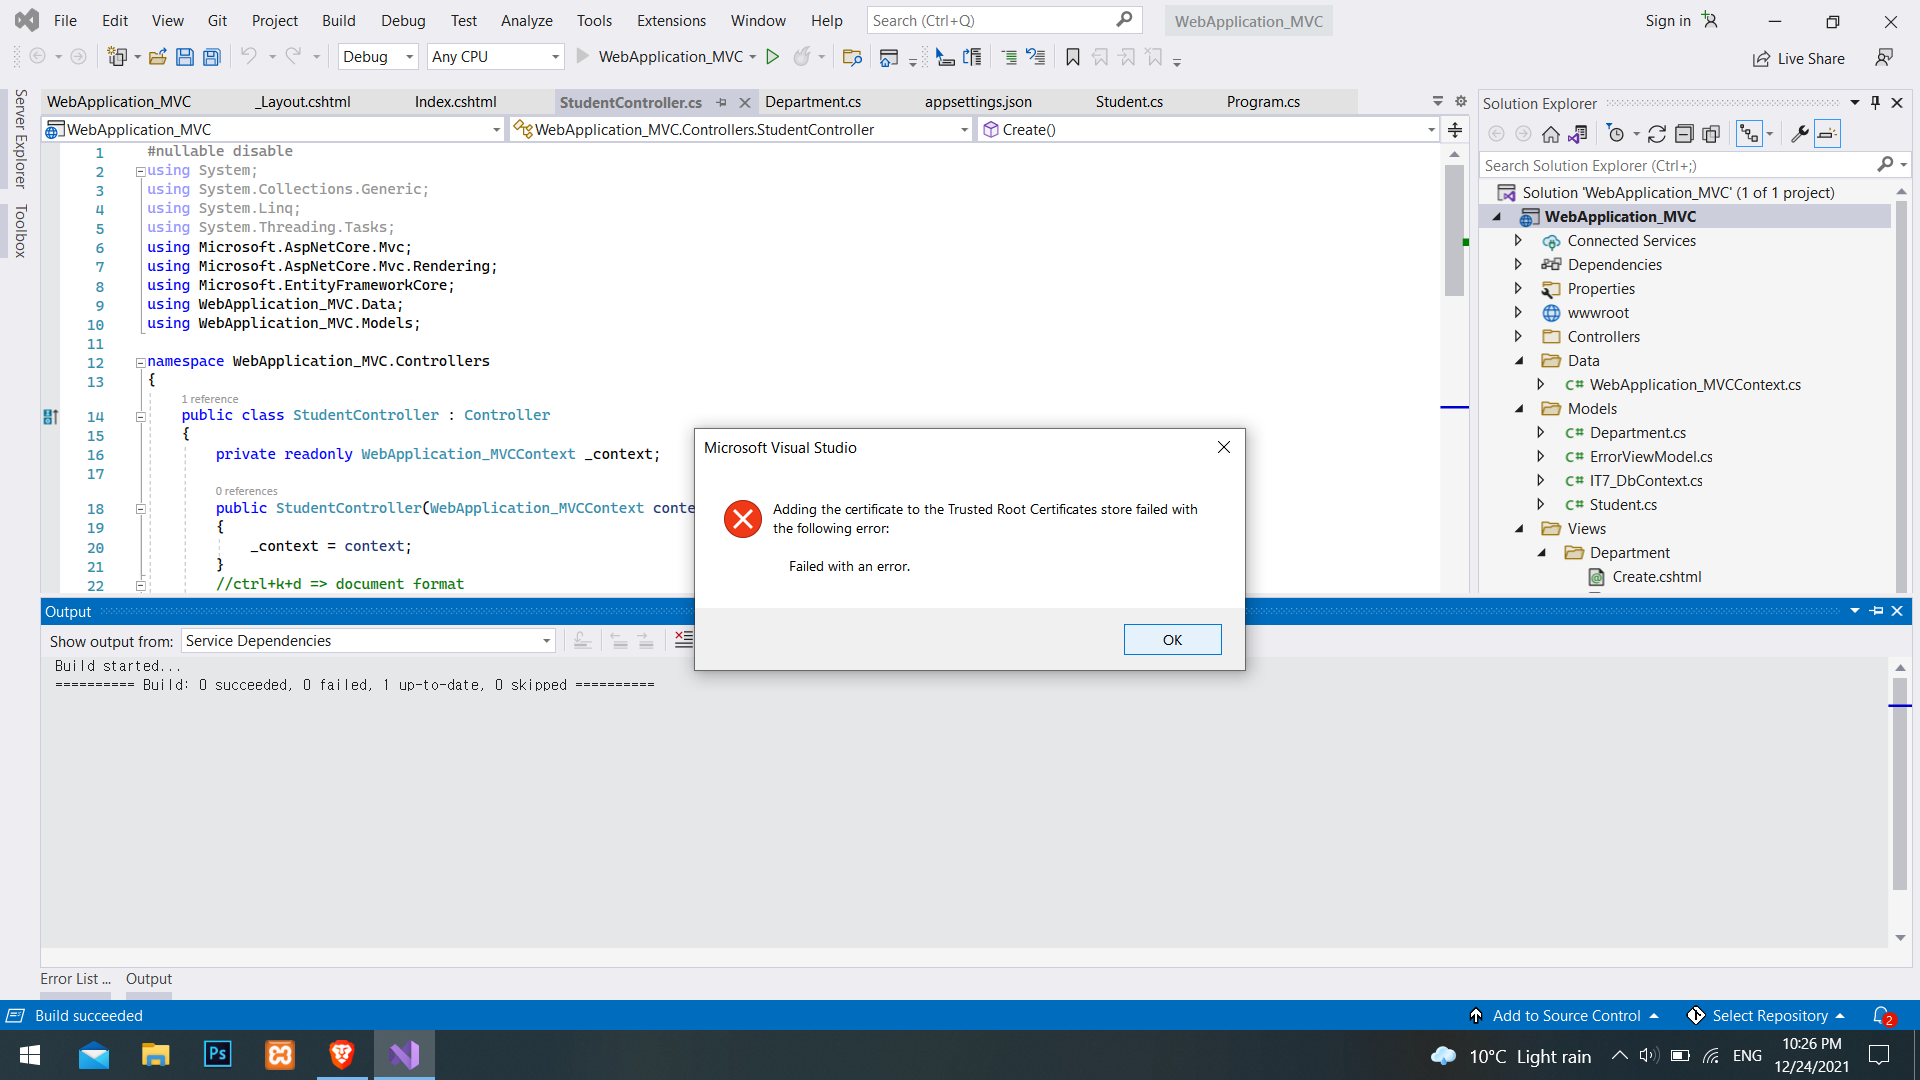 File Edit View Git Project Build Debug Test Analyze Tools Extensions Window Help Search (Ctrl+Q) WebApplication_MVC Sign in
Debug Any CPU WebApplication_MVC Live Share
Server Explorer
Toolbox
WebApplication_MVC _Layout.cshtml Index.cshtml StudentController.cs Department.cs appsettings.json Student.cs Program.cs
WebApplication_MVC WebApplication_MVC.Controllers.StudentController Create()
1 #nullable disable
2 using System;
3 using System.Collections.Generic;
4 using System.Linq;
5 using System.Threading.Tasks;
6 using Microsoft.AspNetCore.Mvc;
7 using Microsoft.AspNetCore.Mvc.Rendering;
8 using Microsoft.EntityFrameworkCore;
9 using WebApplication_MVC.Data;
10 using WebApplication_MVC.Models;
11
12 namespace WebApplication_MVC.Controllers
13 {
1 reference
14 public class StudentController : Controller
15 {
16 private readonly WebApplication_MVCContext _context;
17
0 references
18 public StudentController(WebApplication_MVCContext conte
19 {
20 _context = context;
21 }
22 //ctrl+k+d => document format
Solution Explorer
Search Solution Explorer (Ctrl+;)
Solution 'WebApplication_MVC' (1 of 1 project)
WebApplication_MVC
Connected Services
Dependencies
Properties
wwwroot
Controllers
Data
C# WebApplication_MVCContext.cs
Models
C# Department.cs
C# ErrorViewModel.cs
C# IT7_DbContext.cs
C# Student.cs
Views
Department
Create.cshtml
Microsoft Visual Studio
Adding the certificate to the Trusted Root Certificates store failed with
the following error:
Failed with an error.
OK
Output
Show output from: Service Dependencies
Build started...
========== Build: 0 succeeded, 0 failed, 1 up-to-date, 0 skipped ==========
Error List ... Output
Build succeeded Add to Source Control Select Repository 2
Ps 10°C Light rain ENG 10:26 PM
12/24/2021